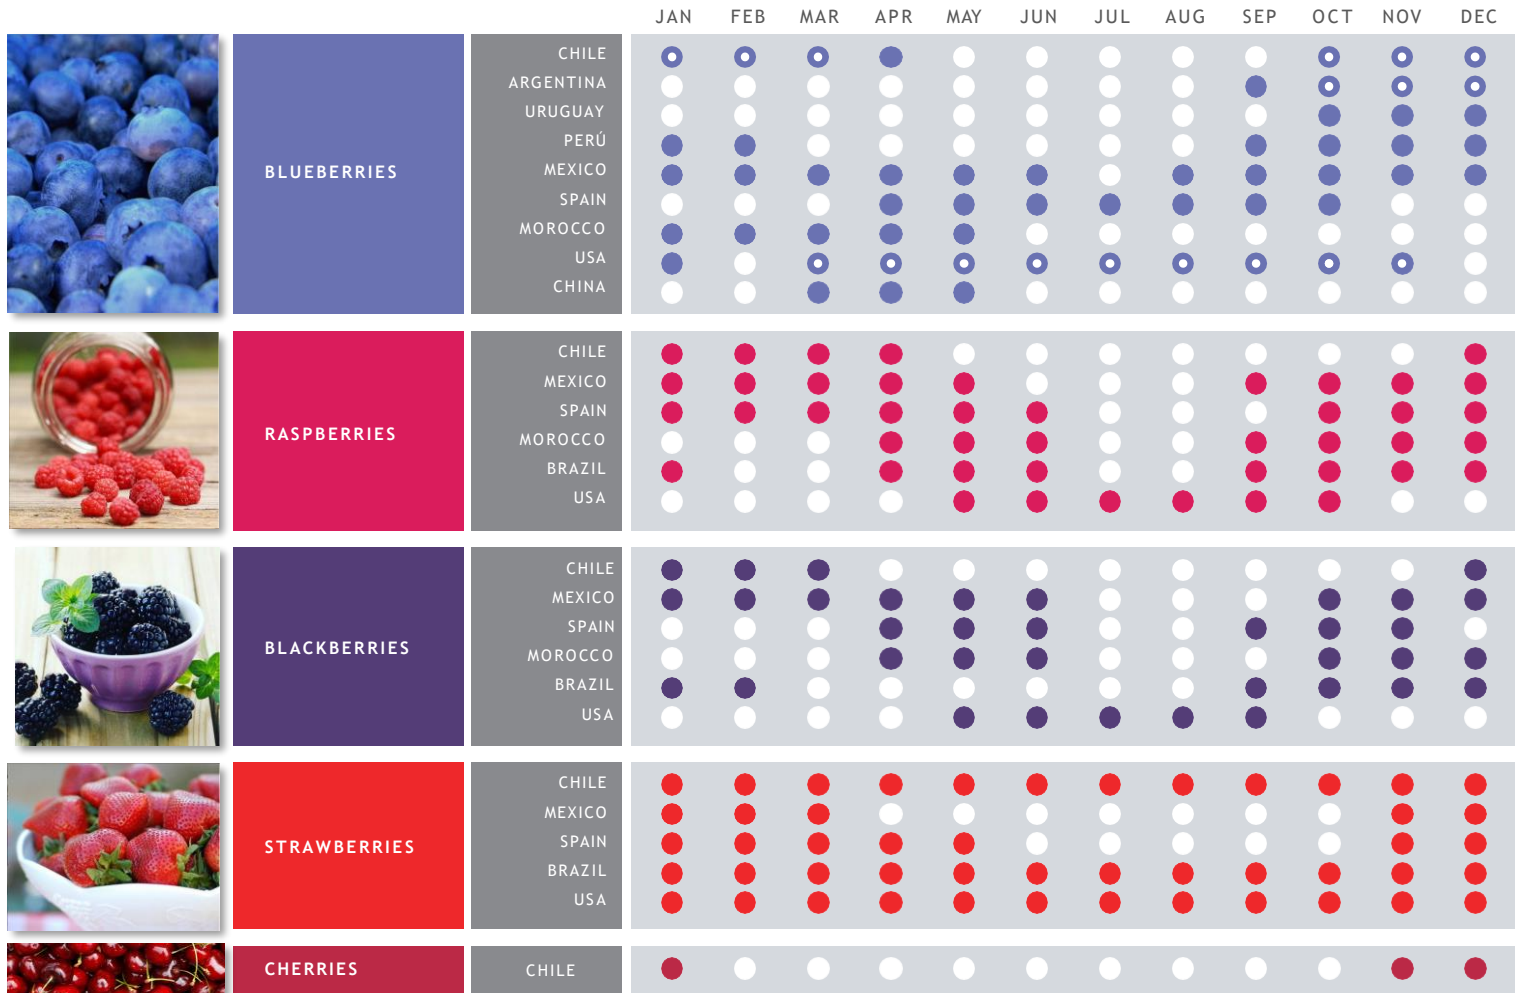 JAN FEB MAR APR MAY JUN JUL AUG SEP OCT NOV DEC
BLUEBERRIES
CHILE
ARGENTINA
URUGUAY
PERÚ
MEXICO
SPAIN
MOROCCO
USA
CHINA
RASPBERRIES
CHILE
MEXICO
SPAIN
MOROCCO
BRAZIL
USA
BLACKBERRIES
CHILE
MEXICO
SPAIN
MOROCCO
BRAZIL
USA
STRAWBERRIES
CHILE
MEXICO
SPAIN
BRAZIL
USA
CHERRIES
CHILE